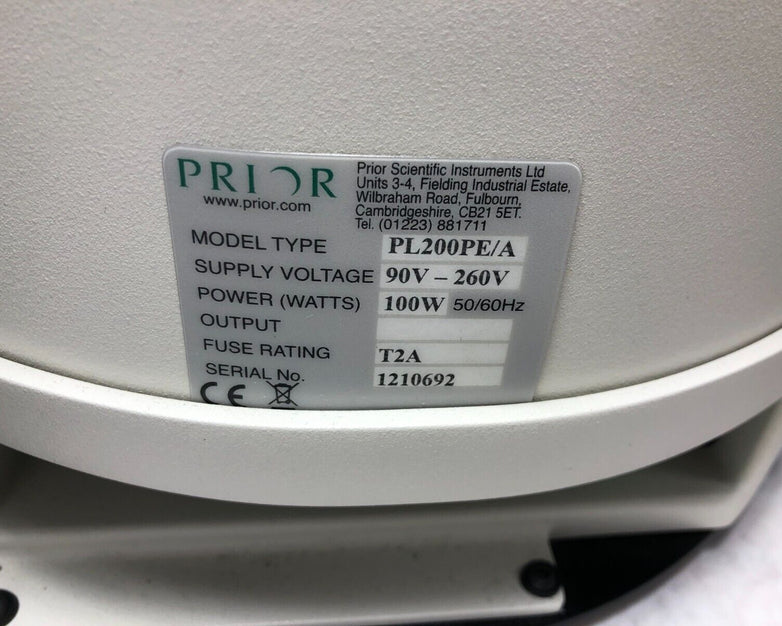 PRIOR
www.prior.com
Prior Scientific Instruments Ltd
Units 3-4, Fielding Industrial Estate,
Wilbraham Road, Fulbourn,
Cambridgeshire, CB21 5ET.
Tel. (01223) 881711
MODEL TYPE PL200PE/A
SUPPLY VOLTAGE 90V – 260V
POWER (WATTS) 100W 50/60Hz
OUTPUT
FUSE RATING T2A
SERIAL No. 1210692
CE